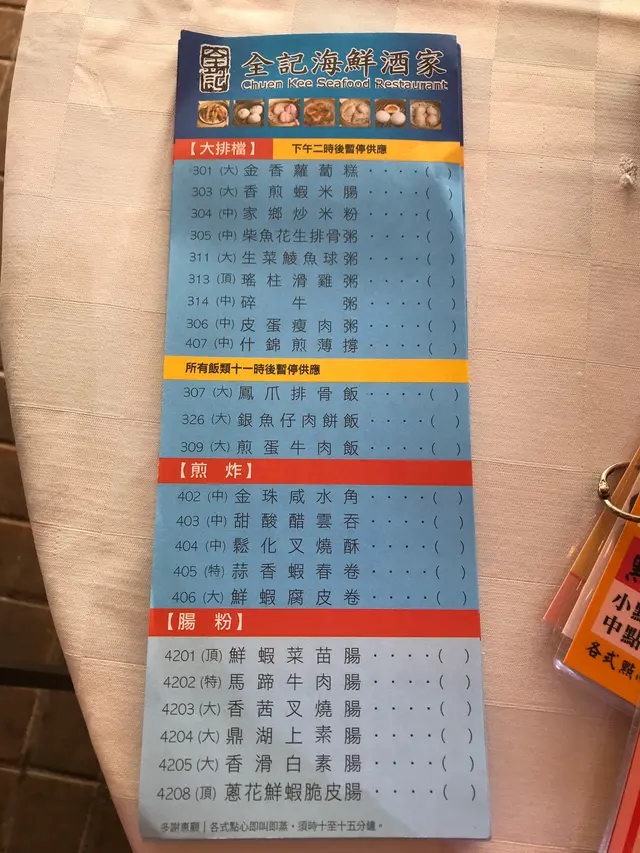 全記
全記海鮮酒家
Chuen Kee Seafood Restaurant
【大排檔】 下午二時後暫停供應
301 (大) 金香蘿蔔糕 ····( )
303 (大) 香煎蝦米腸 ····( )
304 (中) 家鄉炒米粉 ····( )
305 (中) 柴魚花生排骨粥 ····( )
311 (大) 生菜鯪魚球粥 ····( )
313 (頂) 瑤柱滑雞粥 ····( )
314 (中) 碎牛粥 ····( )
306 (中) 皮蛋瘦肉粥 ····( )
407 (中) 什錦煎薄撐 ····( )
所有飯類十一時後暫停供應
307 (大) 鳳爪排骨飯 ····( )
326 (大) 銀魚仔肉餅飯 ····( )
309 (大) 煎蛋牛肉飯 ····( )
【煎炸】
402 (中) 金珠咸水角 ····( )
403 (中) 甜酸醋雲吞 ····( )
404 (中) 鬆化叉燒酥 ····( )
405 (特) 蒜香蝦春卷 ····( )
406 (大) 鮮蝦腐皮卷 ····( )
【腸粉】
4201 (頂) 鮮蝦菜苗腸 ····( )
4202 (特) 馬蹄牛肉腸 ····( )
4203 (大) 香茜叉燒腸 ····( )
4204 (大) 鼎湖上素腸 ····( )
4205 (大) 香滑白素腸 ····( )
4208 (頂) 蔥花鮮蝦脆皮腸 ····( )
多謝惠顧｜各式點心即叫即蒸，須時十至十五分鐘。
小點
中點
各式點